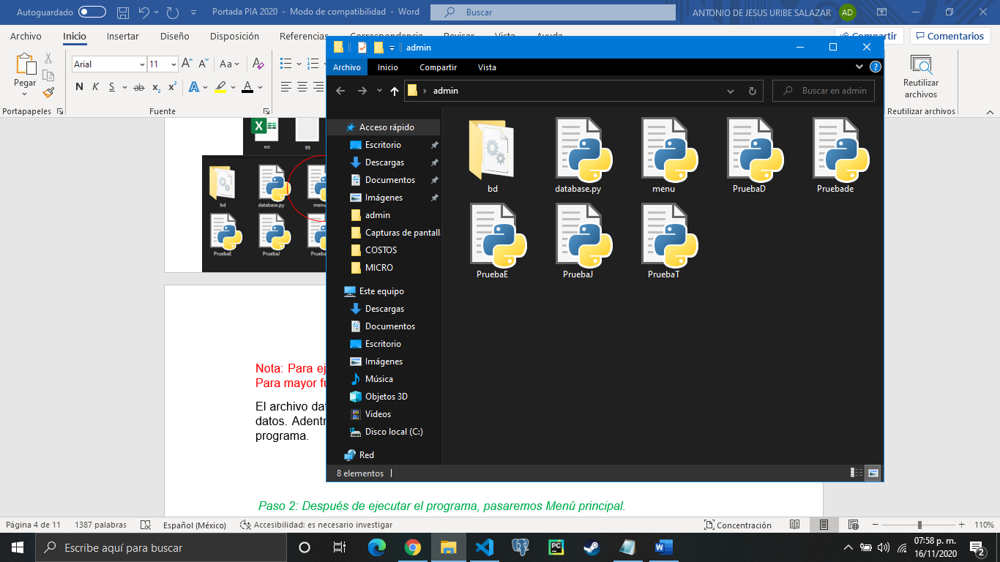 Autoguardado
Portada PIA 2020 - Modo de compatibilidad - Word
Buscar
ANTONIO DE JESUS URIBE SALAZAR
AD
Archivo Inicio Insertar Diseño Disposición Referencias Correspondencia Revisar Vista Ayuda
Compartir
Comentarios
Pegar
Portapapeles
Arial
11
Aa
N K S ab x2 x2 A A
Fuente
Reutilizar
archivos
Reutilizar archivos
ezz
gg
bd
database.py
menu
PruebaE
PruebaJ
Nota: Para eje
Para mayor fu
El archivo dat
datos. Adentr
programa.
Paso 2: Después de ejecutar el programa, pasaremos Menú principal.
admin
Archivo Inicio Compartir Vista
admin
Buscar en admin
Acceso rápido
Escritorio
Descargas
Documentos
Imágenes
admin
Capturas de pantall
COSTOS
MICRO
Este equipo
Descargas
Documentos
Escritorio
Imágenes
Música
Objetos 3D
Videos
Disco local (C:)
Red
bd
database.py
menu
PruebaD
Pruebade
PruebaE
PruebaJ
PruebaT
8 elementos
Página 4 de 11
1387 palabras
Español (México)
Accesibilidad: es necesario investigar
Concentración
110%
Escribe aquí para buscar
PC
W
07:58 p. m.
16/11/2020
2